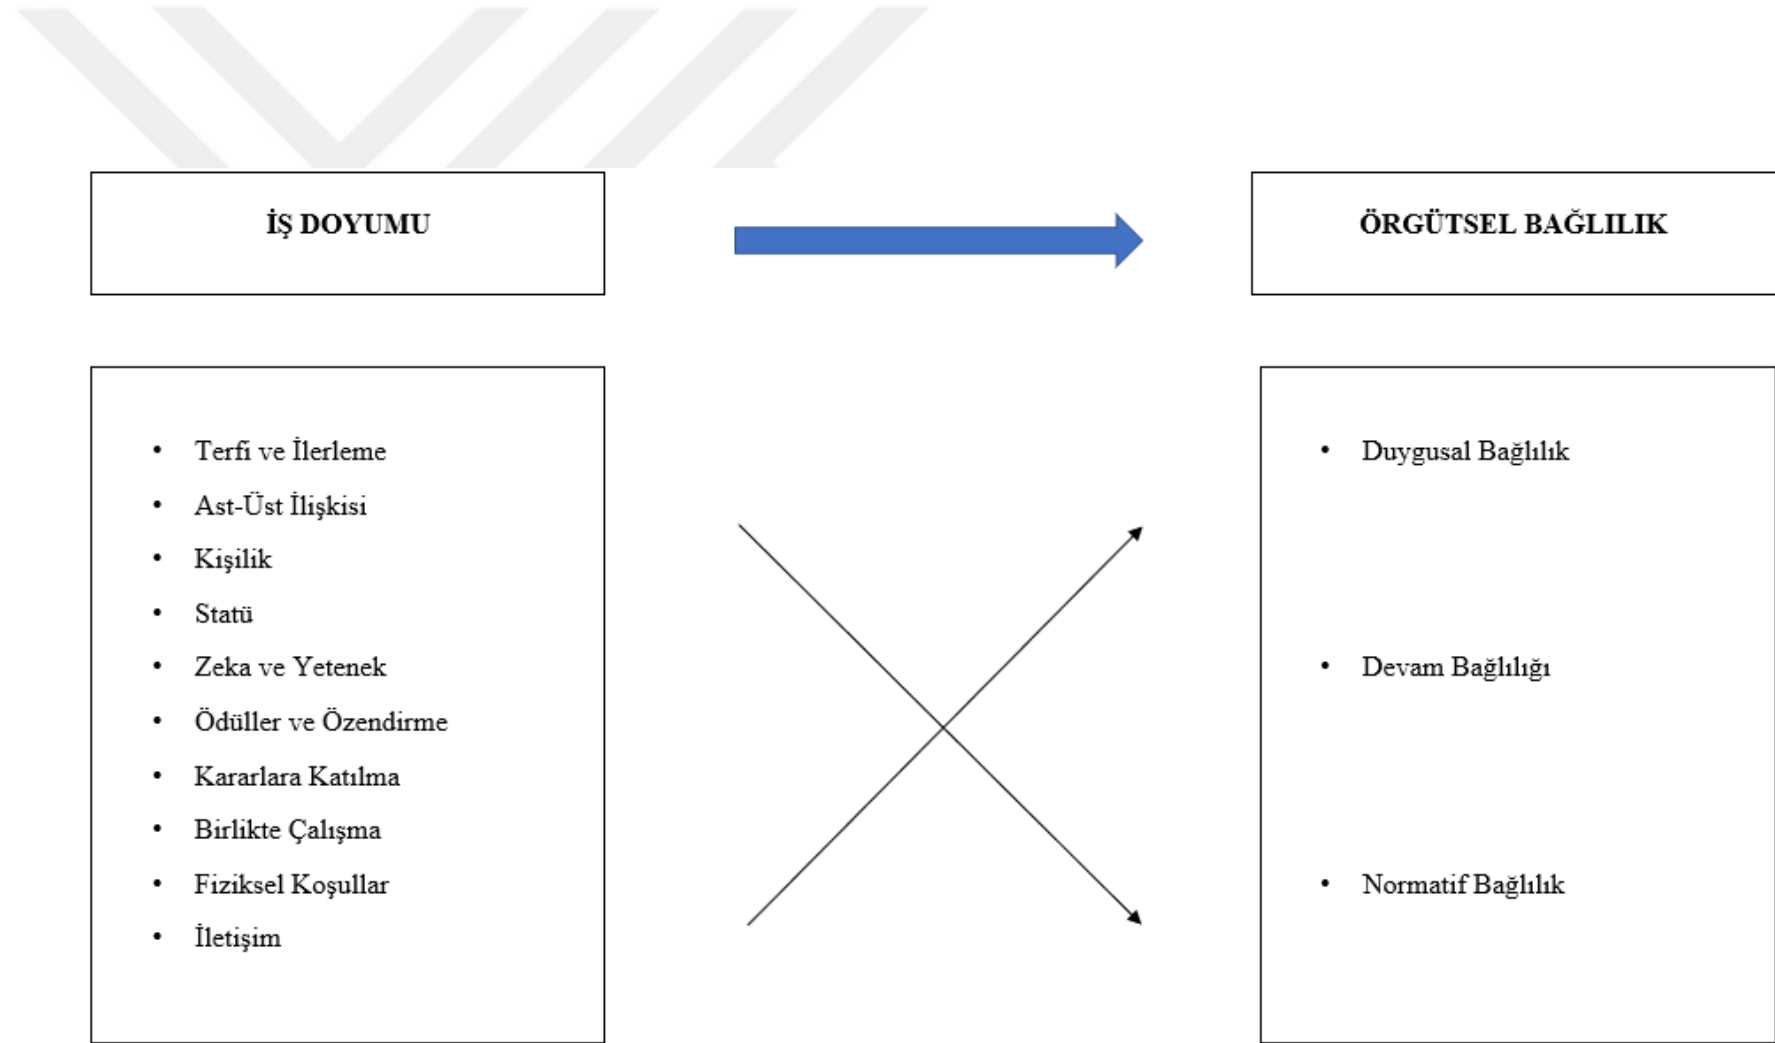 İŞ DOYUMU
ÖRGÜTSEL BAĞLILIK
• Terfi ve İlerleme
• Ast-Üst İlişkisi
• Kişilik
• Statü
• Zeka ve Yetenek
• Ödüller ve Özendirme
• Kararlara Katılma
• Birlikte Çalışma
• Fiziksel Koşullar
• İletişim
• Duygusal Bağlılık
• Devam Bağlılığı
• Normatif Bağlılık